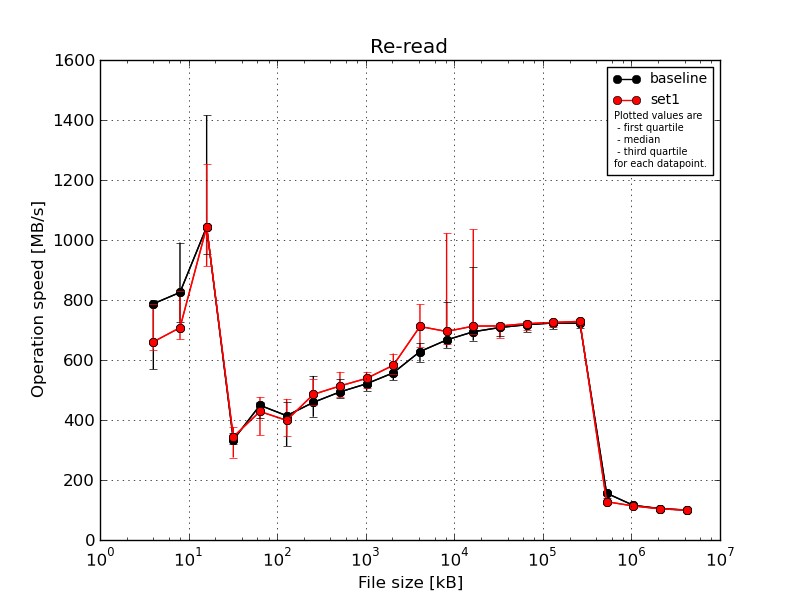 Re-read
1600
1400
1200
1000
800
600
400
200
0
Operation speed [MB/s]
baseline
set1
Plotted values are
- first quartile
- median
- third quartile
for each datapoint.
10^0 10^1 10^2 10^3 10^4 10^5 10^6 10^7
File size [kB]